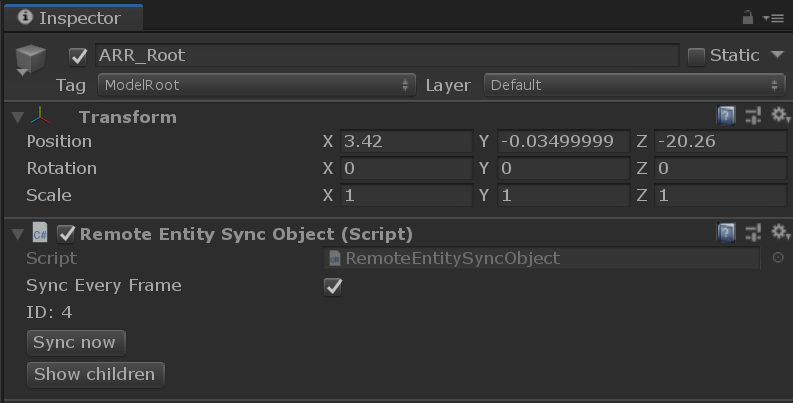 Inspector
ARR_Root Static
Tag ModelRoot Layer Default
Transform
Position X 3.42 Y -0.03499999 Z -20.26
Rotation X 0 Y 0 Z 0
Scale X 1 Y 1 Z 1
C# Remote Entity Sync Object (Script)
Script RemoteEntitySyncObject
Sync Every Frame
ID: 4
Sync now
Show children